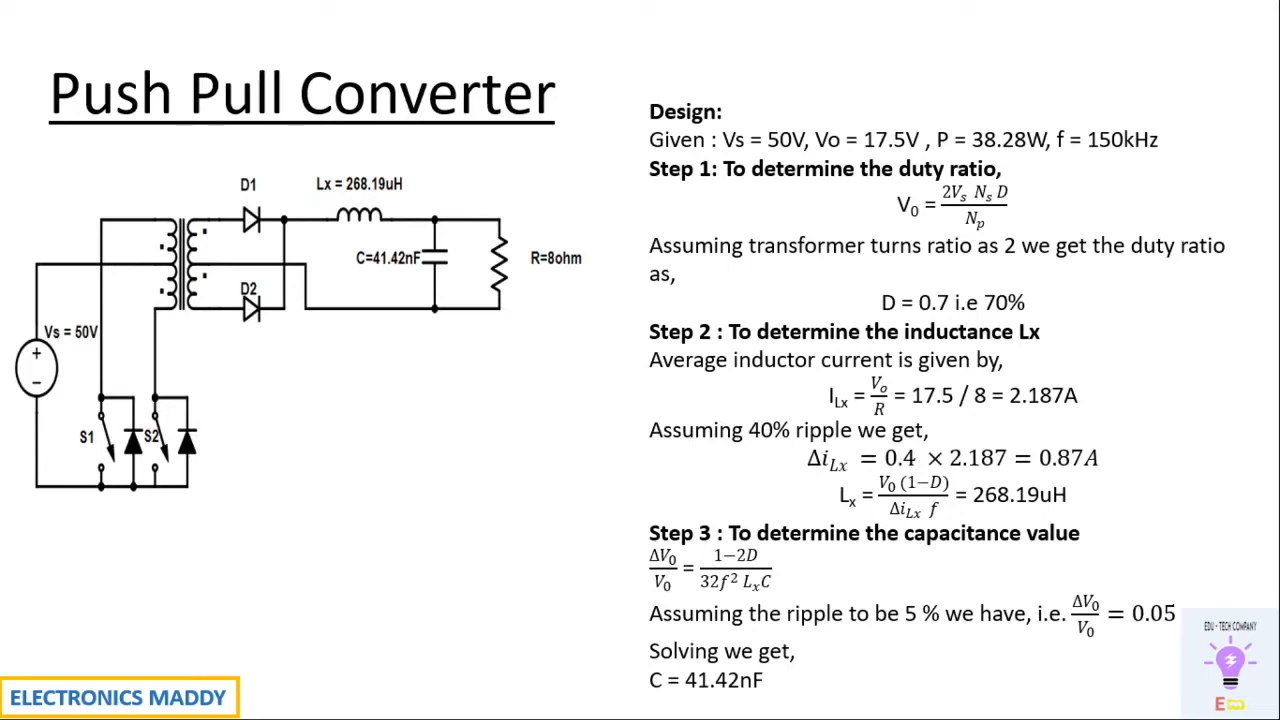 Push Pull Converter
D1
Lx = 268.19uH
C=41.42nF
R=8ohm
D2
Vs = 50V
+
−
S1
S2
ELECTRONICS MADDY
Design:
Given : Vs = 50V, Vo = 17.5V , P = 38.28W, f = 150kHz
Step 1: To determine the duty ratio,
V₀ = 2Vₛ Nₛ D / Nₚ
Assuming transformer turns ratio as 2 we get the duty ratio
as,
D = 0.7 i.e 70%
Step 2 : To determine the inductance Lx
Average inductor current is given by,
I_Lx = V_o / R = 17.5 / 8 = 2.187A
Assuming 40% ripple we get,
Δi_Lx = 0.4 × 2.187 = 0.87A
Lₓ = V₀ (1−D) / Δi_Lx f = 268.19uH
Step 3 : To determine the capacitance value
ΔV₀ / V₀ = 1−2D / 32f² LₓC
Assuming the ripple to be 5 % we have, i.e. ΔV₀ / V₀ = 0.05
Solving we get,
C = 41.42nF
EDU - TECH COMPANY